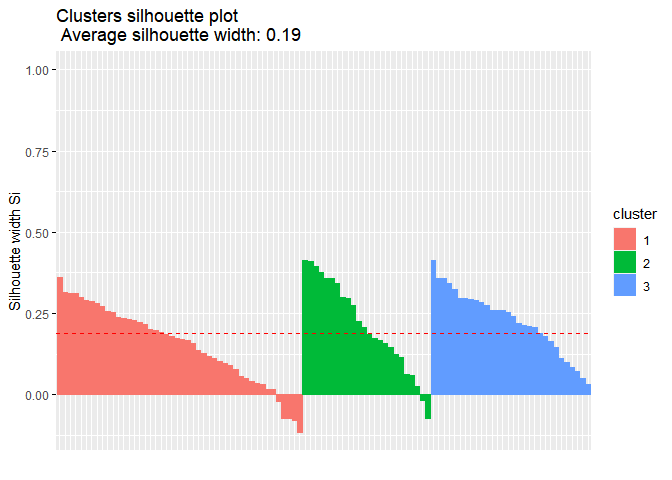 Clusters silhouette plot
Average silhouette width: 0.19
1.00
0.75
0.50
0.25
0.00
Silhouette width Si
cluster
1
2
3